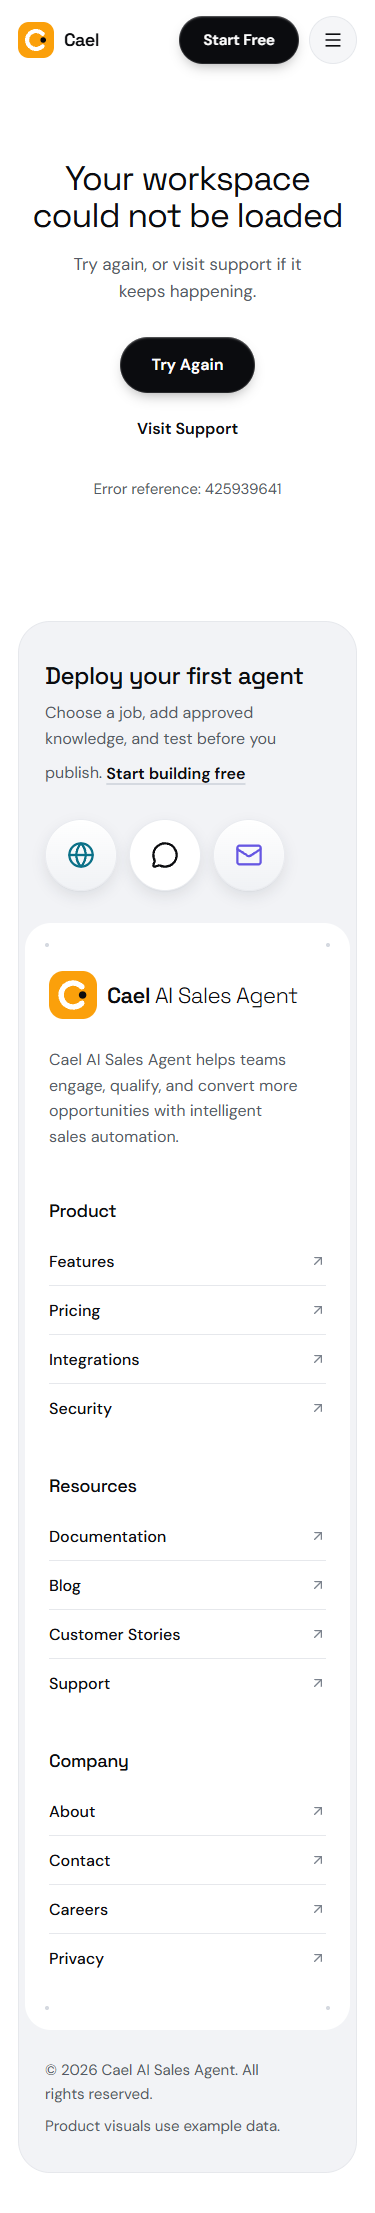 Cael
Start Free
Your workspace
could not be loaded
Try again, or visit support if it
keeps happening.
Try Again
Visit Support
Error reference: 425939641
Deploy your first agent
Choose a job, add approved
knowledge, and test before you
publish. Start building free
Cael AI Sales Agent
Cael AI Sales Agent helps teams
engage, qualify, and convert more
opportunities with intelligent
sales automation.
Product
Features
Pricing
Integrations
Security
Resources
Documentation
Blog
Customer Stories
Support
Company
About
Contact
Careers
Privacy
© 2026 Cael AI Sales Agent. All
rights reserved.
Product visuals use example data.